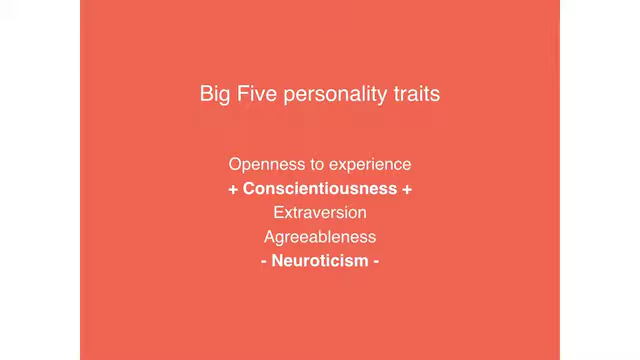 Big Five personality traits
Openness to experience
+ Conscientiousness +
Extraversion
Agreeableness
- Neuroticism -